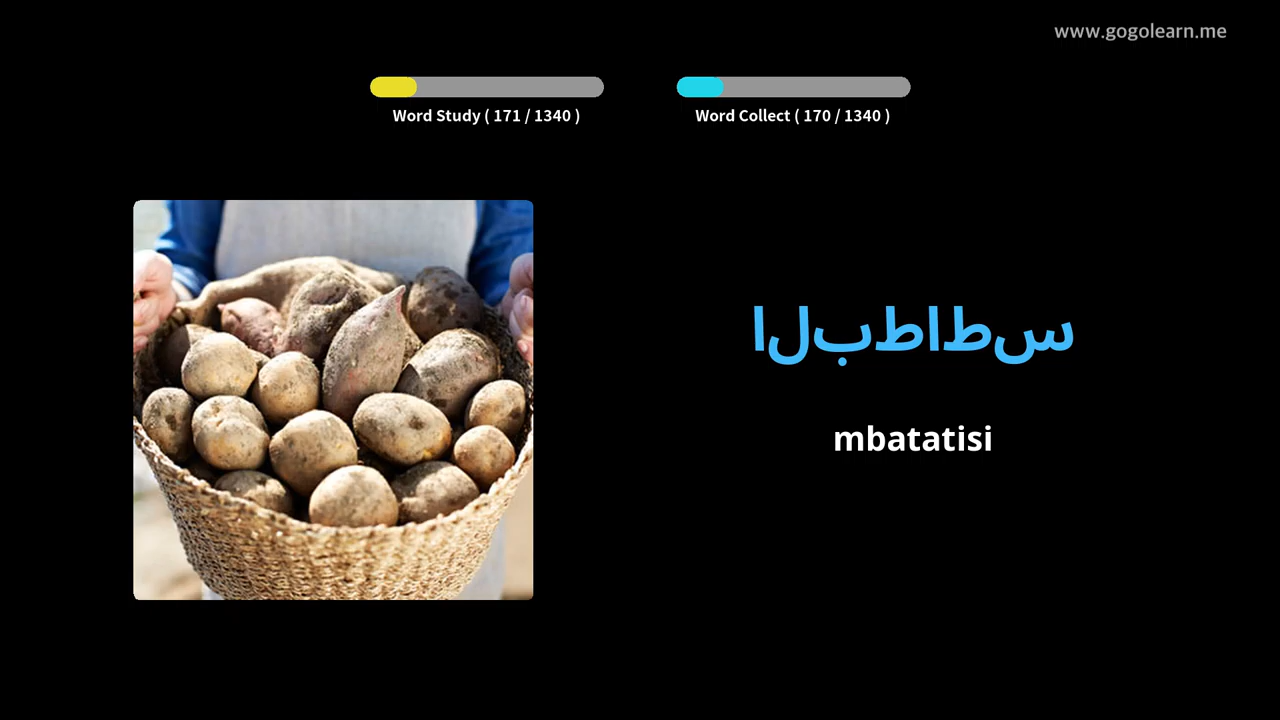 www.gogolearn.me
Word Study ( 171 / 1340 )
Word Collect ( 170 / 1340 )
البطاطس
mbatatisi